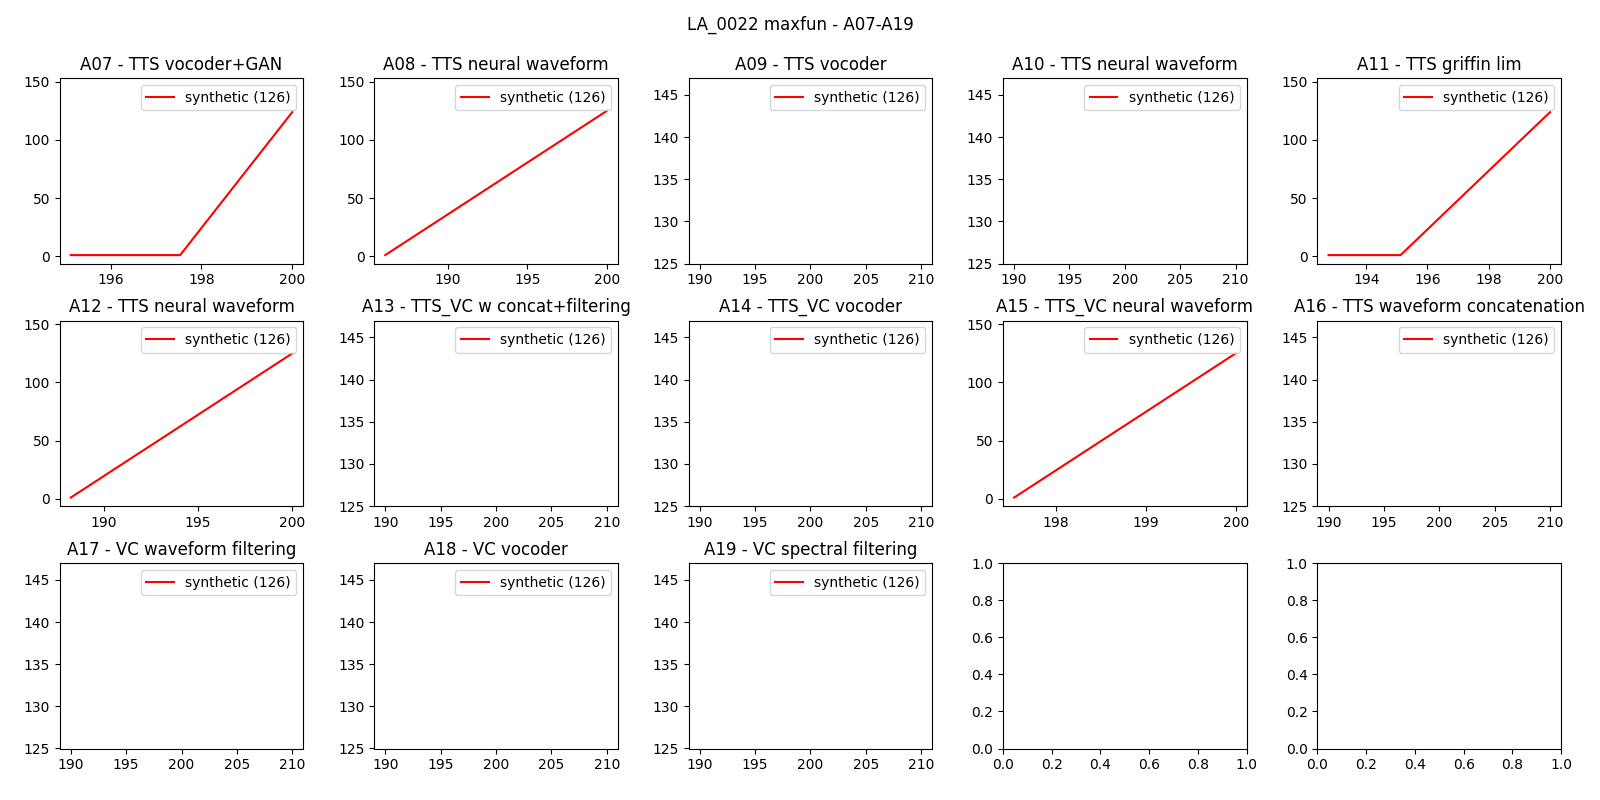 LA_0022 maxfun - A07-A19
A07 - TTS vocoder+GAN
synthetic (126)
150
100
50
0
196 198 200
A08 - TTS neural waveform
synthetic (126)
150
100
50
0
190 195 200
A09 - TTS vocoder
synthetic (126)
145
140
135
130
125
190 195 200 205 210
A10 - TTS neural waveform
synthetic (126)
145
140
135
130
125
190 195 200 205 210
A11 - TTS griffin lim
synthetic (126)
150
100
50
0
194 196 198 200
A12 - TTS neural waveform
synthetic (126)
150
100
50
0
190 195 200
A13 - TTS_VC w concat+filtering
synthetic (126)
145
140
135
130
125
190 195 200 205 210
A14 - TTS_VC vocoder
synthetic (126)
145
140
135
130
125
190 195 200 205 210
A15 - TTS_VC neural waveform
synthetic (126)
150
100
50
0
198 199 200
A16 - TTS waveform concatenation
synthetic (126)
145
140
135
130
125
190 195 200 205 210
A17 - VC waveform filtering
synthetic (126)
145
140
135
130
125
190 195 200 205 210
A18 - VC vocoder
synthetic (126)
145
140
135
130
125
190 195 200 205 210
A19 - VC spectral filtering
synthetic (126)
145
140
135
130
125
190 195 200 205 210
1.0
0.8
0.6
0.4
0.2
0.0
0.0 0.2 0.4 0.6 0.8 1.0
1.0
0.8
0.6
0.4
0.2
0.0
0.0 0.2 0.4 0.6 0.8 1.0